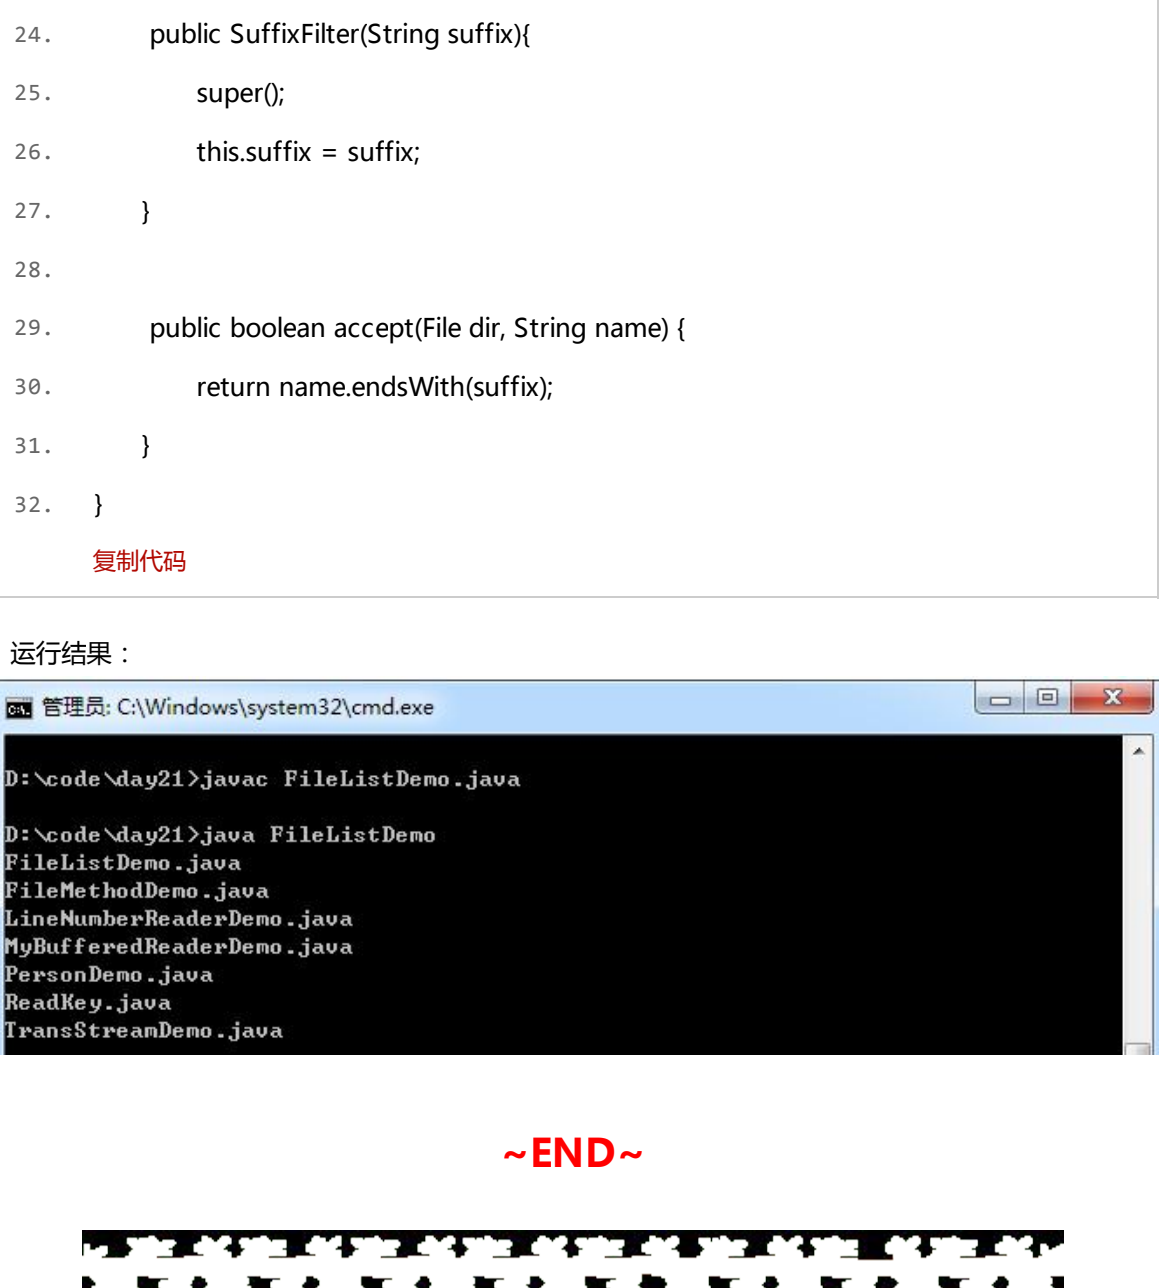 24. public SuffixFilter(String suffix){
25. super();
26. this.suffix = suffix;
27. }
28.
29. public boolean accept(File dir, String name) {
30. return name.endsWith(suffix);
31. }
32. }
复制代码
运行结果：
管理员: C:\Windows\system32\cmd.exe
D:\code\day21>javac FileListDemo.java
D:\code\day21>java FileListDemo
FileListDemo.java
FileMethodDemo.java
LineNumberReaderDemo.java
MyBufferedReaderDemo.java
PersonDemo.java
ReadKey.java
TransStreamDemo.java
~END~